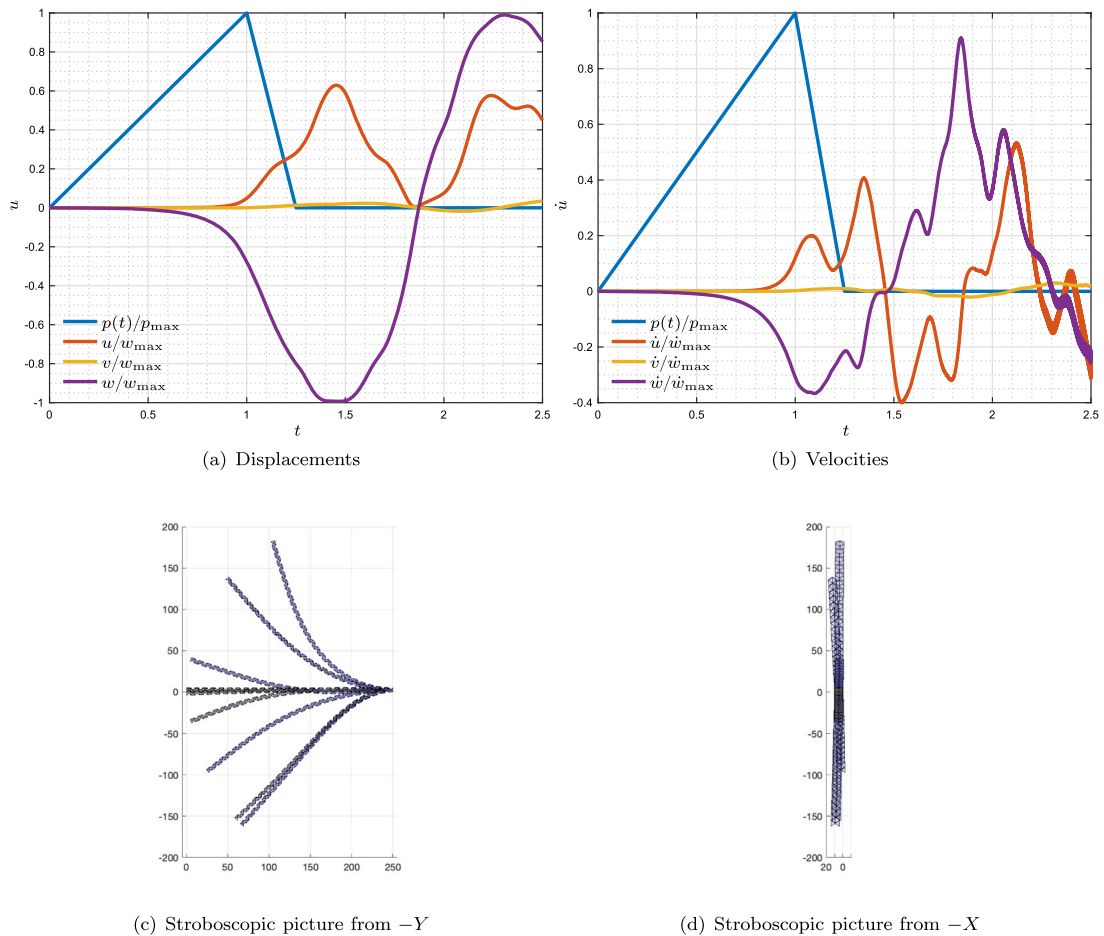 1
0.8
0.6
0.4
0.2
0
-0.2
-0.4
-0.6
-0.8
-1
u
p(t)/p_max
u/w_max
v/w_max
w/w_max
0 0.5 1 1.5 2 2.5
t
(a) Displacements
1
0.8
0.6
0.4
0.2
0
-0.2
-0.4
u̇
p(t)/p_max
u̇/ẇ_max
v̇/ẇ_max
ẇ/ẇ_max
0 0.5 1 1.5 2 2.5
t
(b) Velocities
200
150
100
50
0
-50
-100
-150
-200
0 50 100 150 200 250
(c) Stroboscopic picture from −Y
200
150
100
50
0
-50
-100
-150
-200
20 0
(d) Stroboscopic picture from −X